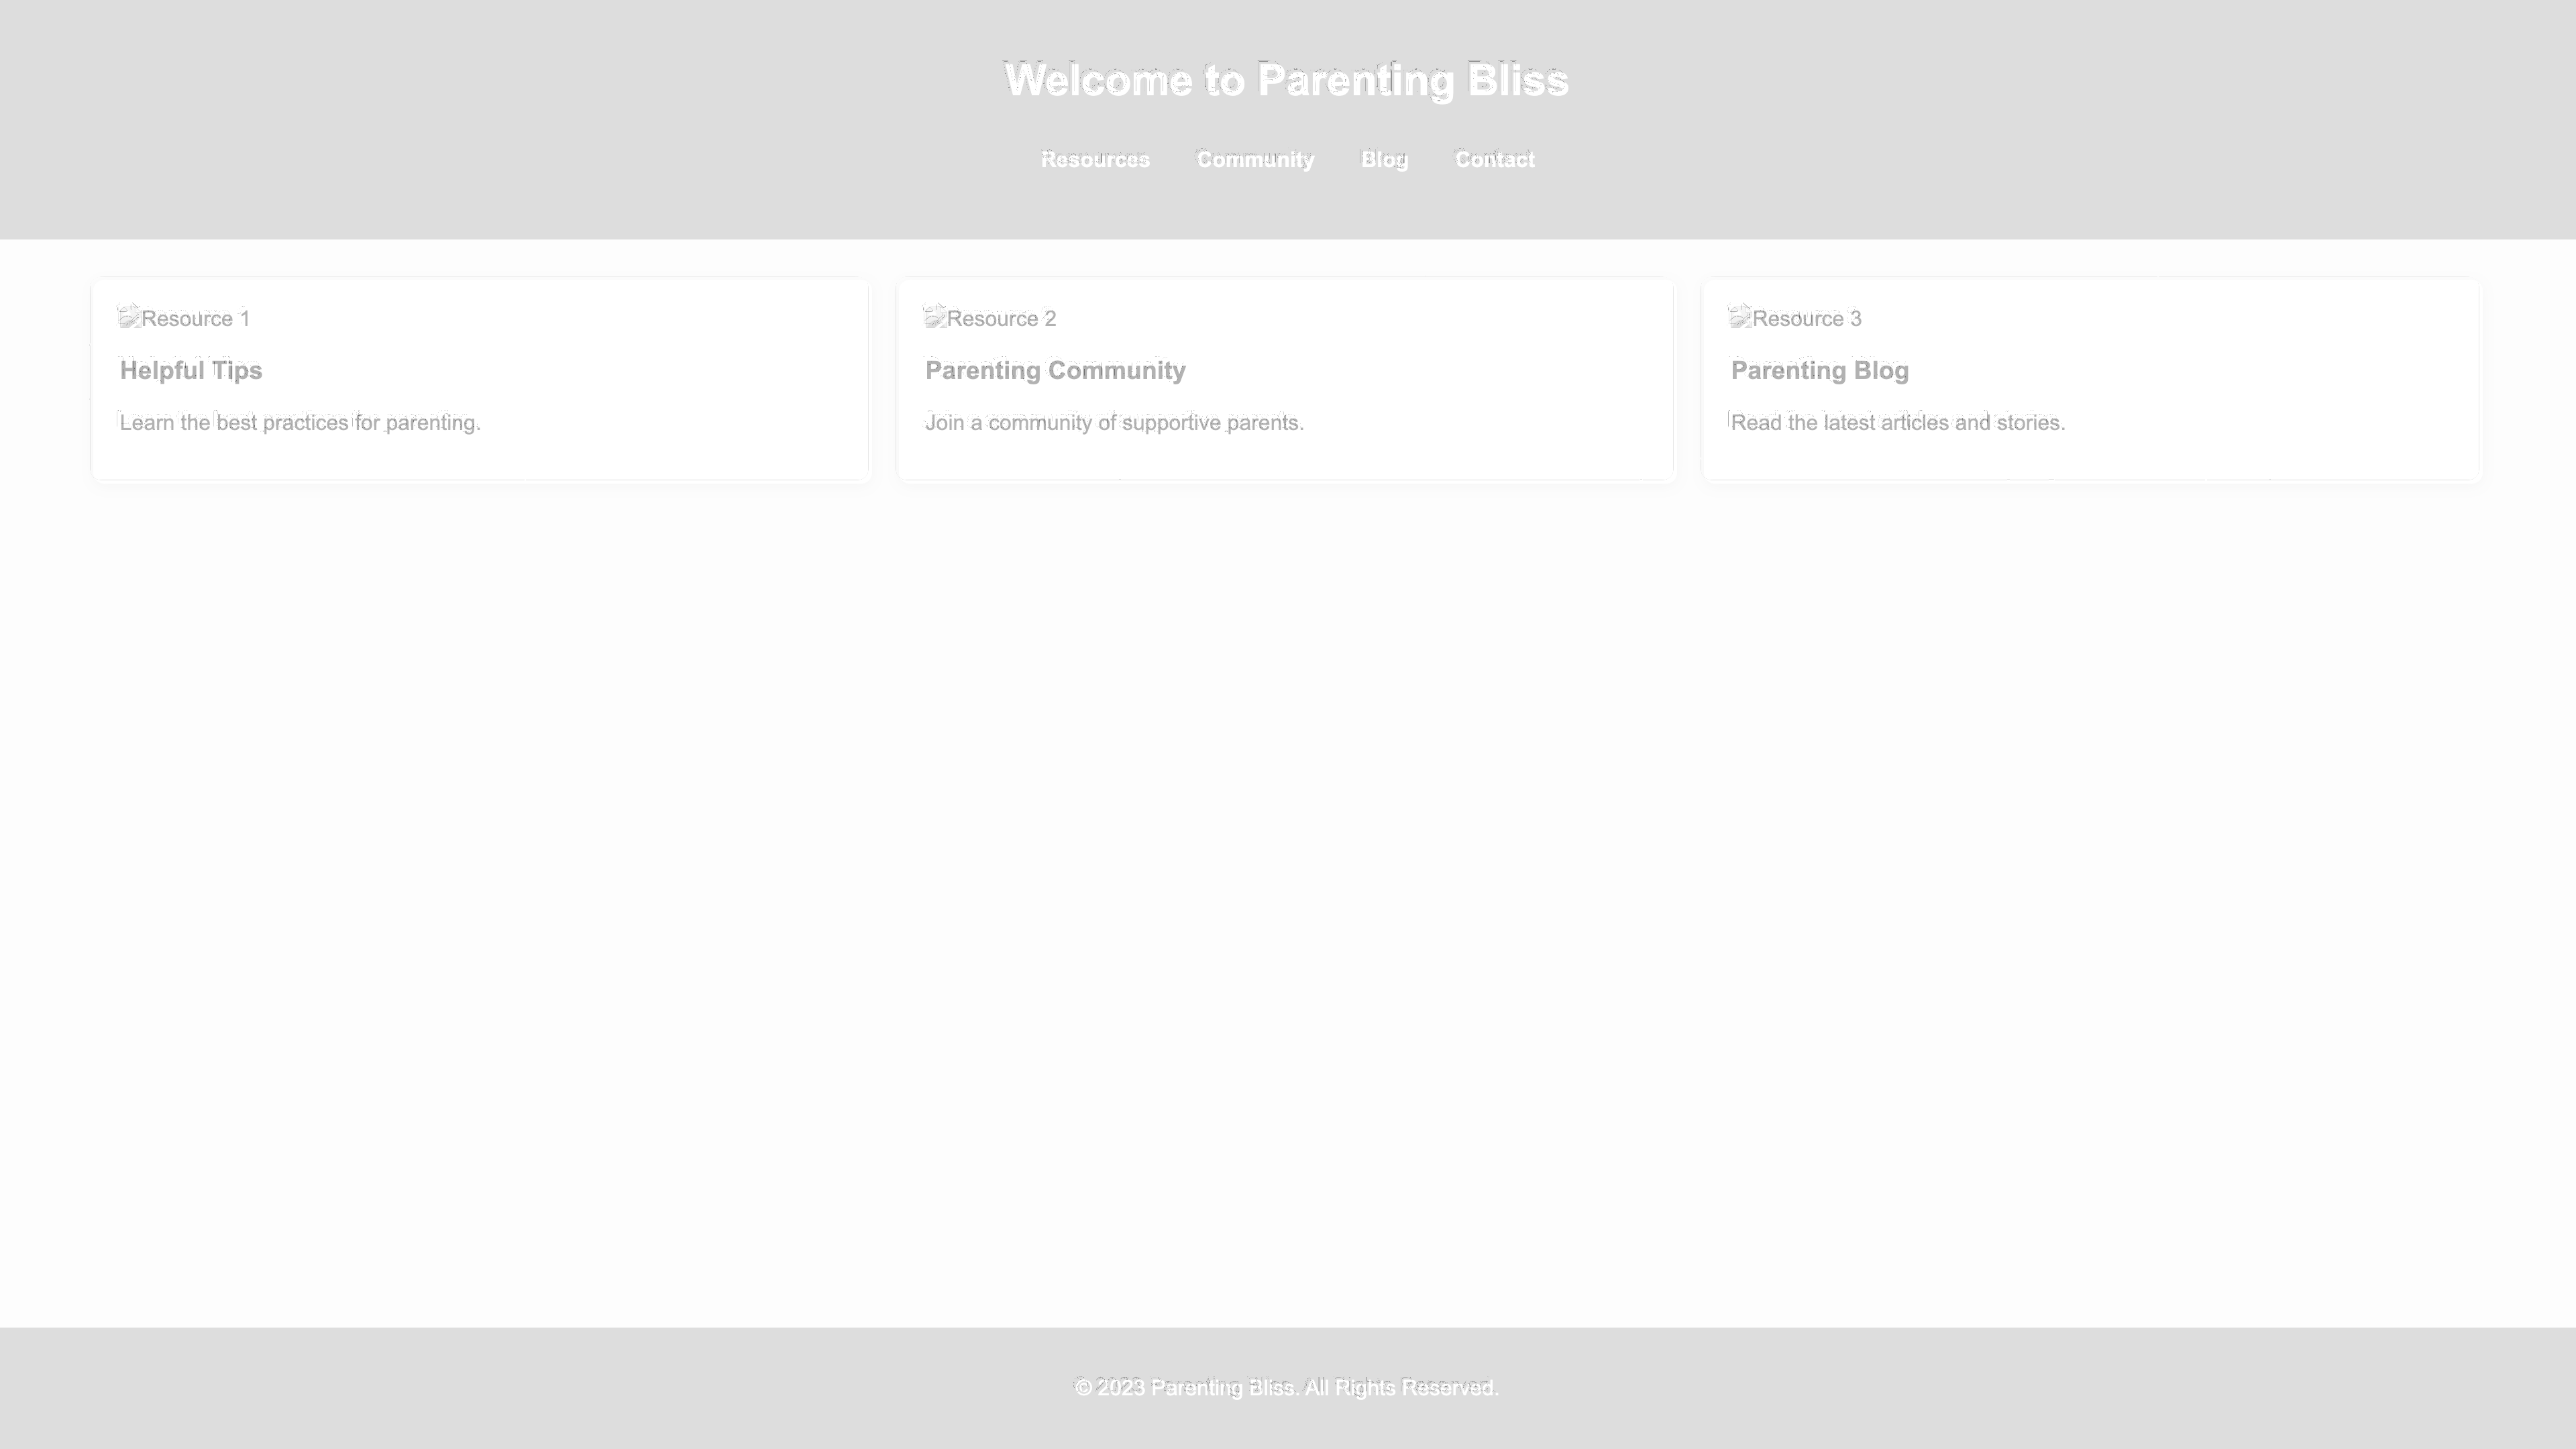 Welcome to Parenting Bliss
Resources Community Blog Contact
Resource 1
Helpful Tips
Learn the best practices for parenting.
Resource 2
Parenting Community
Join a community of supportive parents.
Resource 3
Parenting Blog
Read the latest articles and stories.
© 2023 Parenting Bliss. All Rights Reserved.